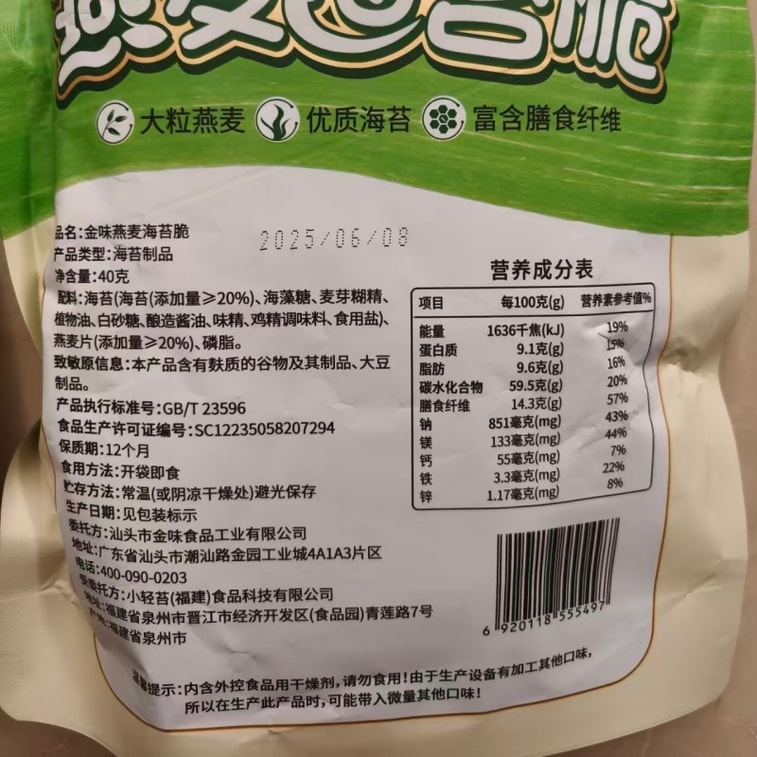 燕麦海苔脆
大粒燕麦 优质海苔 富含膳食纤维
品名:金味燕麦海苔脆
2025/06/08
产品类型:海苔制品
净含量:40克
配料:海苔(海苔(添加量≥20%)、海藻糖、麦芽糊精、
植物油、白砂糖、酿造酱油、味精、鸡精调味料、食用盐)、
燕麦片(添加量≥20%)、磷脂。
致敏原信息:本产品含有麸质的谷物及其制品、大豆
制品。
产品执行标准号:GB/T 23596
食品生产许可证编号:SC12235058207294
保质期:12个月
食用方法:开袋即食
贮存方法:常温(或阴凉干燥处)避光保存
生产日期:见包装标示
委托方:汕头市金味食品工业有限公司
地址:广东省汕头市潮汕路金园工业城4A1A3片区
电话:400-090-0203
受委托方:小轻苔(福建)食品科技有限公司
地址:福建省泉州市晋江市经济开发区(食品园)青莲路7号
产地:福建省泉州市
营养成分表
项目 每100克(g) 营养素参考值%
能量 1636千焦(kJ) 19%
蛋白质 9.1克(g) 15%
脂肪 9.6克(g) 16%
碳水化合物 59.5克(g) 20%
膳食纤维 14.3克(g) 57%
钠 851毫克(mg) 43%
镁 133毫克(mg) 44%
钙 55毫克(mg) 7%
铁 3.3毫克(mg) 22%
锌 1.17毫克(mg) 8%
6 920118 555497
温馨提示:内含外控食品用干燥剂,请勿食用!由于生产设备有加工其他口味,
所以在生产此产品时,可能带入微量其他口味!